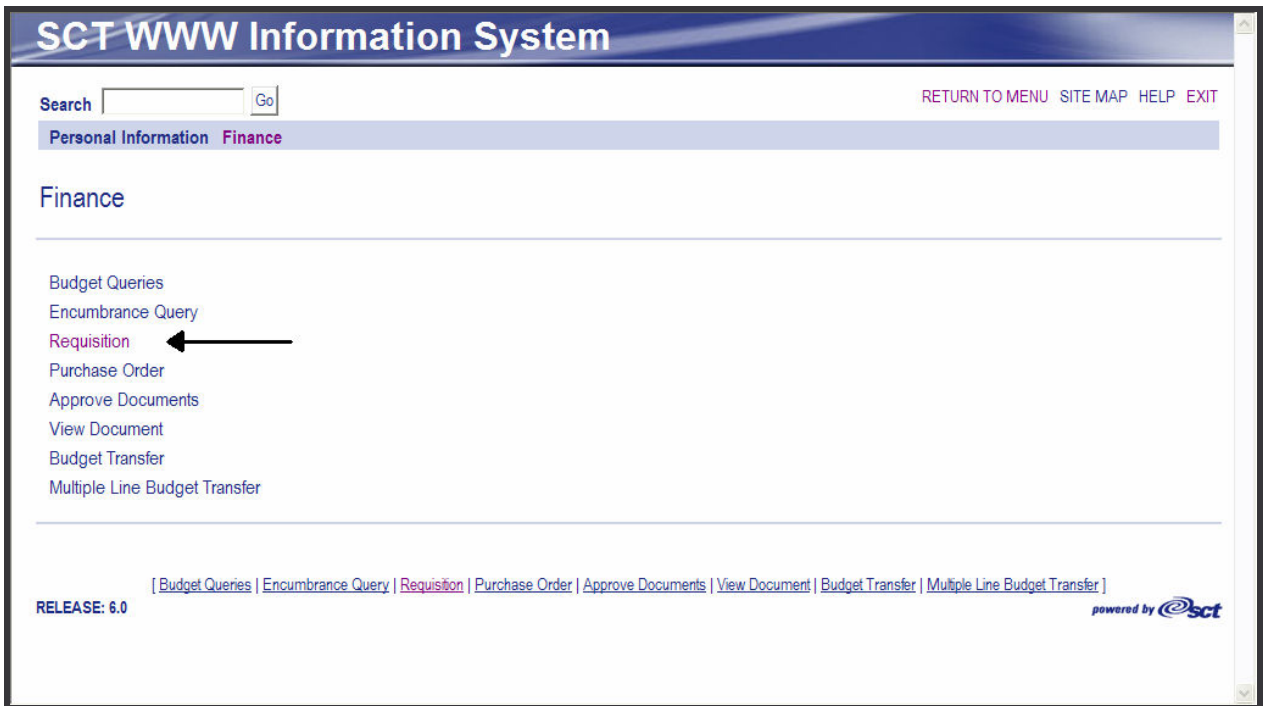 SCT WWW Information System
Search Go RETURN TO MENU SITE MAP HELP EXIT
Personal Information Finance
Finance
Budget Queries
Encumbrance Query
Requisition
Purchase Order
Approve Documents
View Document
Budget Transfer
Multiple Line Budget Transfer
[ Budget Queries | Encumbrance Query | Requisition | Purchase Order | Approve Documents | View Document | Budget Transfer | Multiple Line Budget Transfer ]
RELEASE: 6.0
powered by sct